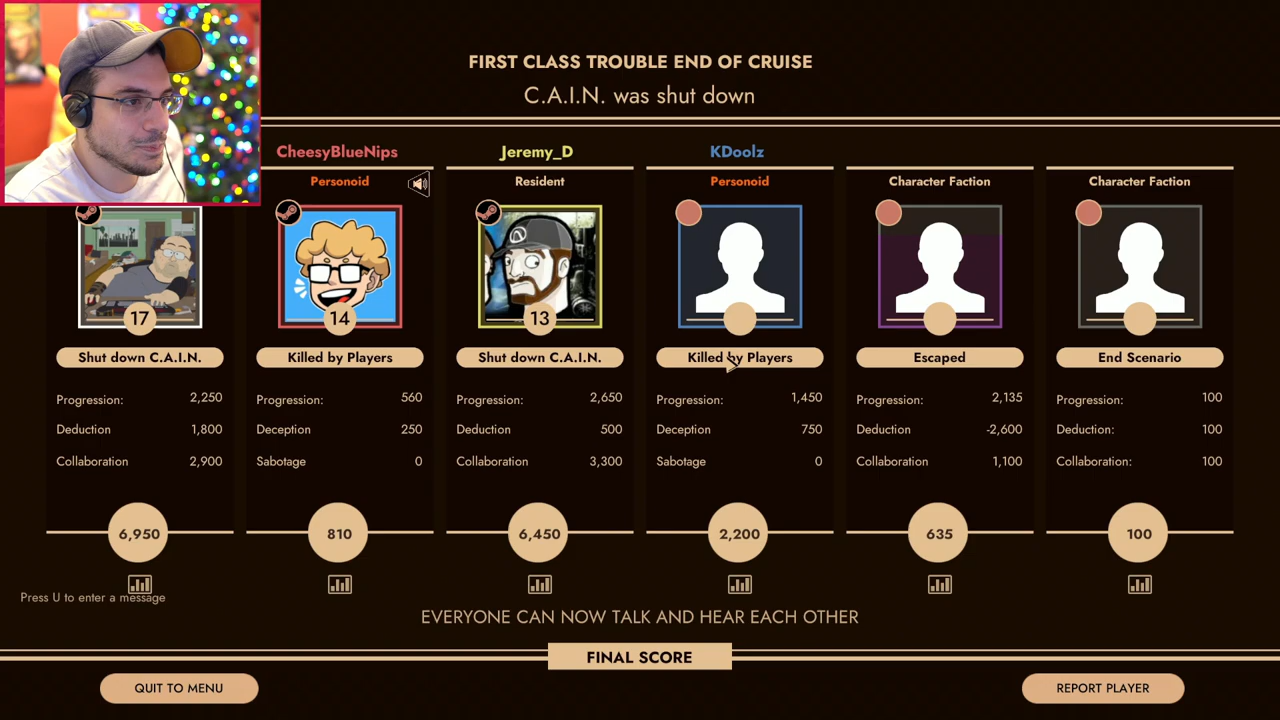 FIRST CLASS TROUBLE END OF CRUISE
C.A.I.N. was shut down
CheesyBlueNips
Jeremy_D
KDoolz
Personoid
Resident
Personoid
Character Faction
Character Faction
17
14
13
Shut down C.A.I.N.
Killed by Players
Shut down C.A.I.N.
Killed by Players
Escaped
End Scenario
Progression: 2,250
Deduction 1,800
Collaboration 2,900
Progression: 560
Deception 250
Sabotage 0
Progression: 2,650
Deduction 500
Collaboration 3,300
Progression: 1,450
Deception 750
Sabotage 0
Progression: 2,135
Deduction -2,600
Collaboration 1,100
Progression: 100
Deduction: 100
Collaboration: 100
6,950
810
6,450
2,200
635
100
Press U to enter a message
EVERYONE CAN NOW TALK AND HEAR EACH OTHER
FINAL SCORE
QUIT TO MENU
REPORT PLAYER